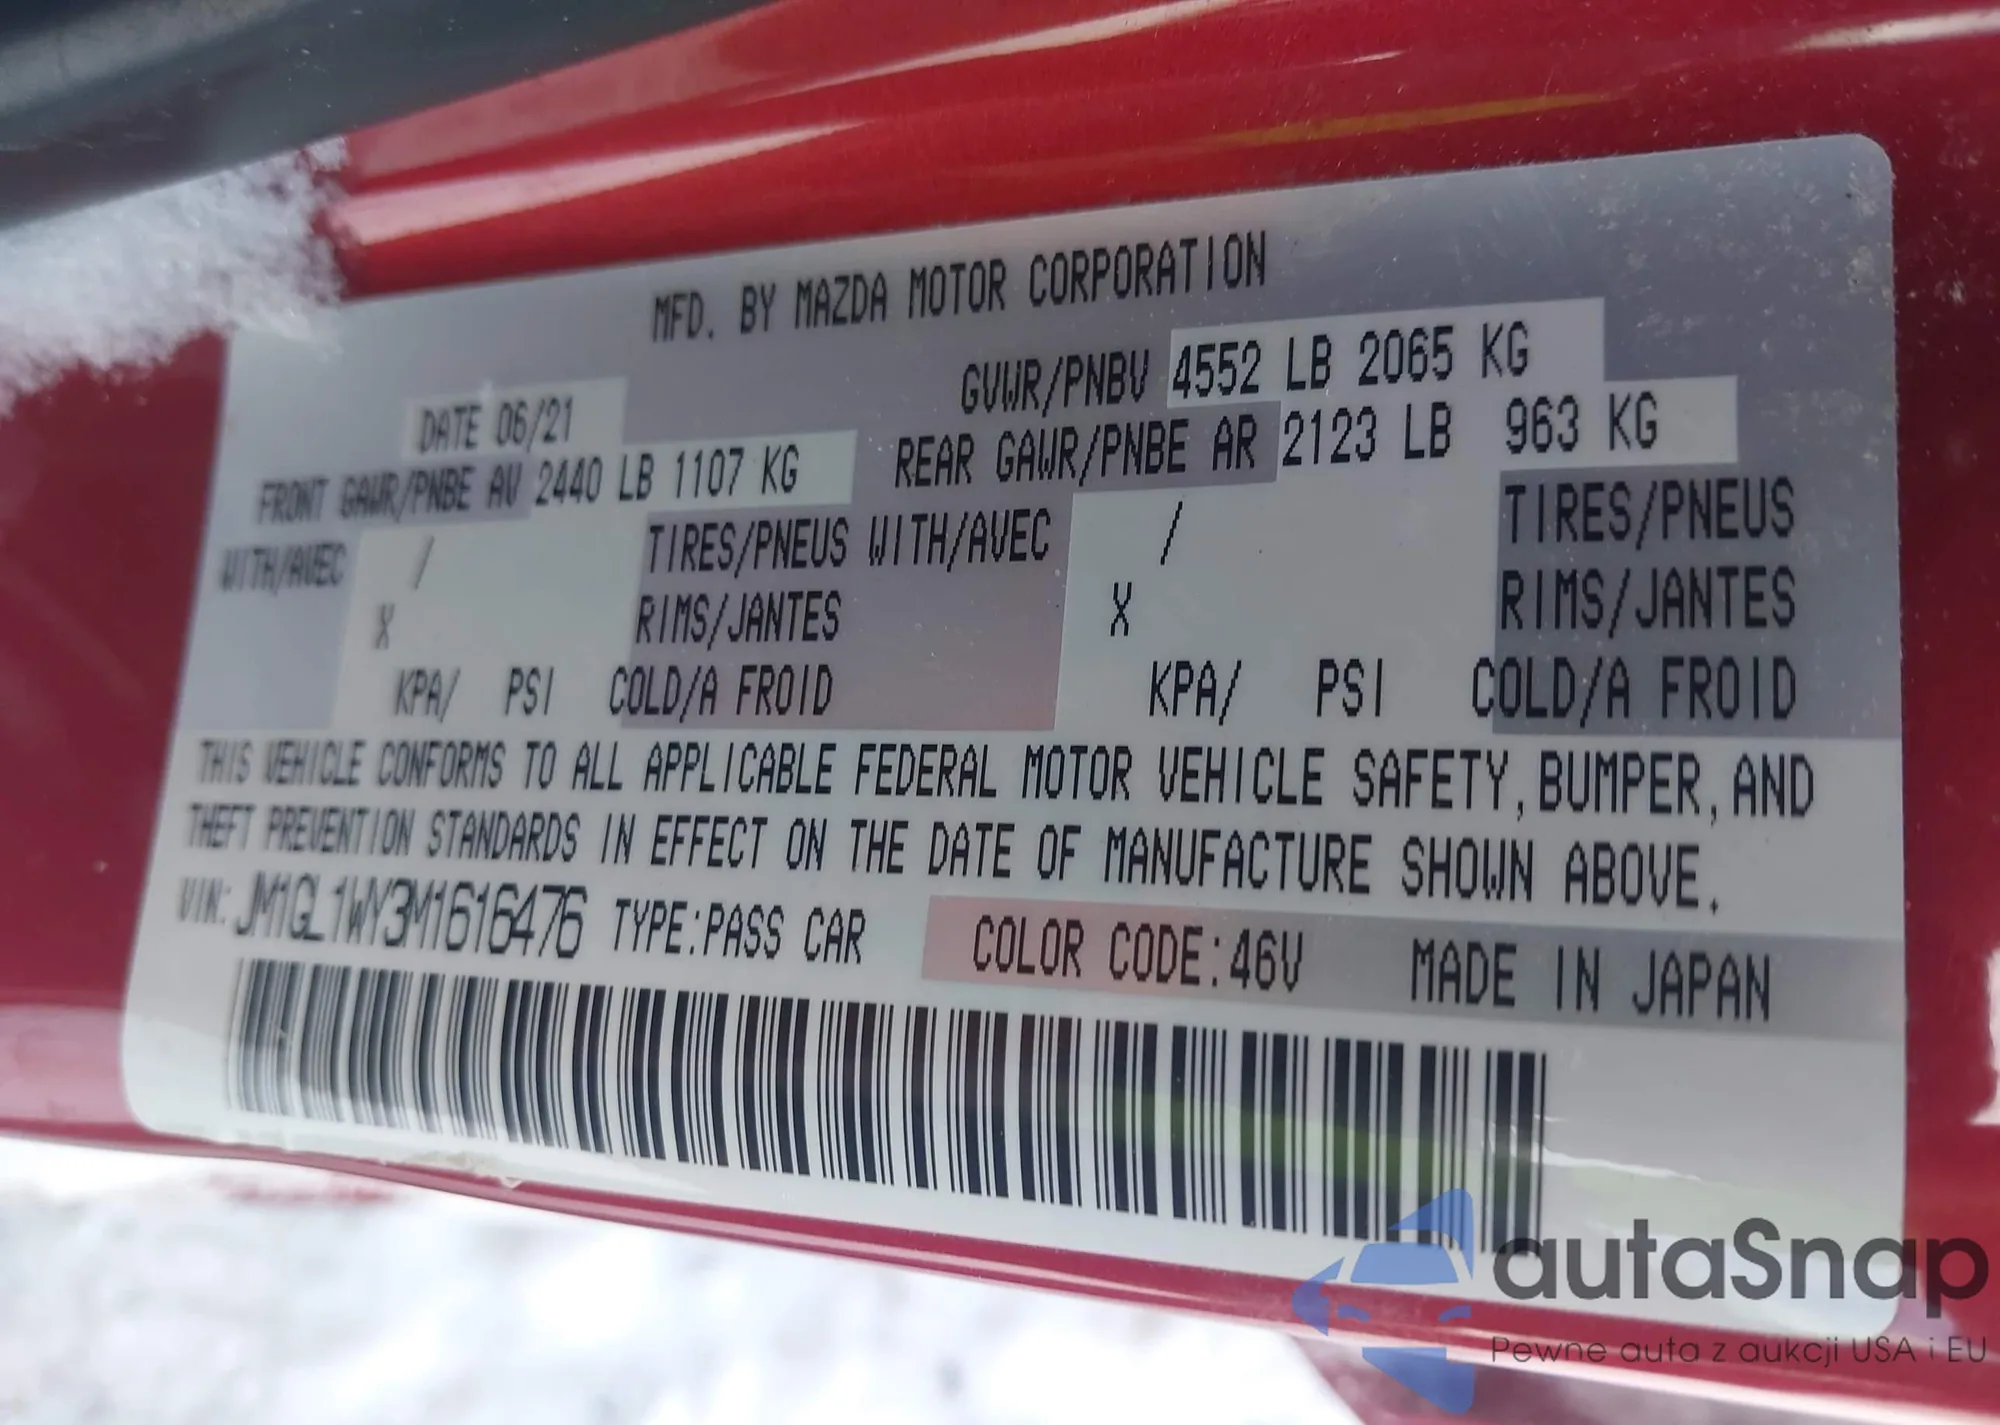 MFD. BY MAZDA MOTOR CORPORATION
GVWR/PNBV 4552 LB 2065 KG
DATE 06/21
FRONT GAWR/PNBE AV 2440 LB 1107 KG
REAR GAWR/PNBE AR 2123 LB 963 KG
WITH/AVEC / TIRES/PNEUS WITH/AVEC / TIRES/PNEUS
X RIMS/JANTES X RIMS/JANTES
KPA/ PSI COLD/A FROID KPA/ PSI COLD/A FROID
THIS VEHICLE CONFORMS TO ALL APPLICABLE FEDERAL MOTOR VEHICLE SAFETY, BUMPER, AND
THEFT PREVENTION STANDARDS IN EFFECT ON THE DATE OF MANUFACTURE SHOWN ABOVE.
VIN: JM1GL1WY3M1616476 TYPE:PASS CAR COLOR CODE:46V MADE IN JAPAN
autaSnap
Pewne auta z aukcji USA i EU